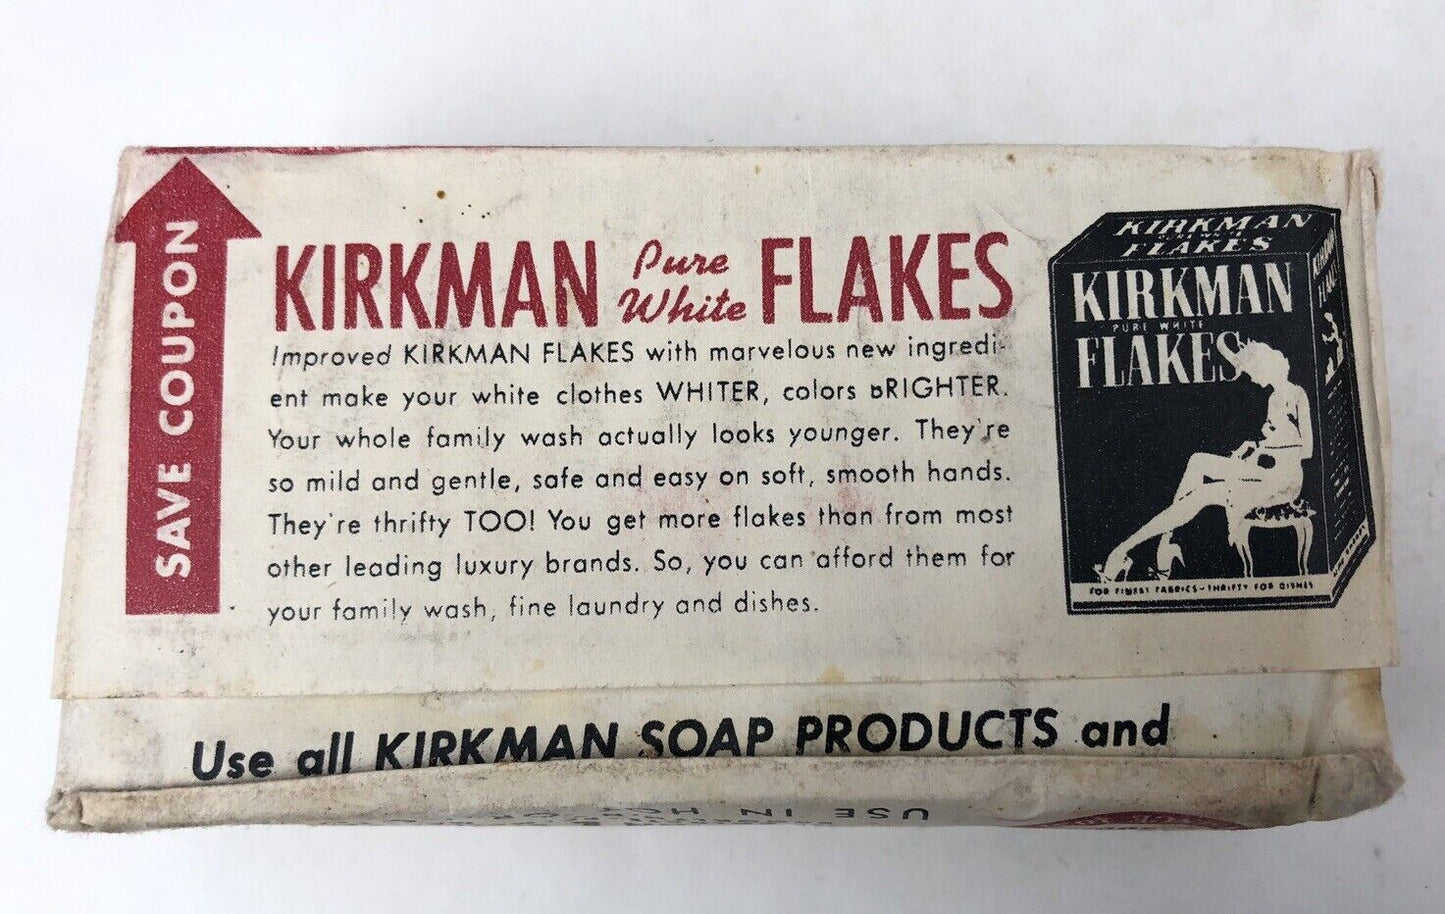 SAVE COUPON
KIRKMAN Pure White FLAKES
Improved KIRKMAN FLAKES with marvelous new ingredi-
ent make your white clothes WHITER, colors BRIGHTER.
Your whole family wash actually looks younger. They're
so mild and gentle, safe and easy on soft, smooth hands.
They're thrifty TOO! You get more flakes than from most
other leading luxury brands. So, you can afford them for
your family wash, fine laundry and dishes.
KIRKMAN
FLAKES
KIRKMAN
PURE WHITE
FLAKES
FOR FINEST FABRICS-THRIFTY FOR DISHES
KIRKMAN
FLAKES
Use all KIRKMAN SOAP PRODUCTS and
USE IN